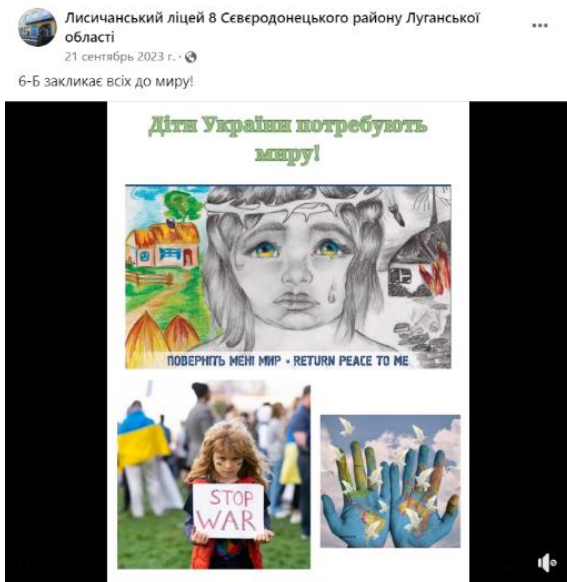 Лисичанський ліцей 8 Сєвєродонецького району Луганської
області
21 сентябрь 2023 г. ·
6-Б закликає всіх до миру!
Діти України потребують
миру!
ПОВЕРНІТЬ МЕНІ МИР - RETURN PEACE TO ME
STOP
WAR